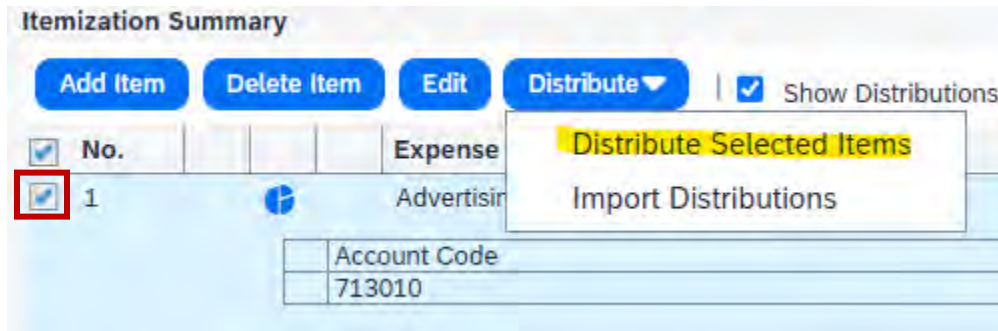 Itemization Summary
Add Item Delete Item Edit Distribute Show Distributions
No. Expense Distribute Selected Items
1 Import Distributions
Account Code
713010